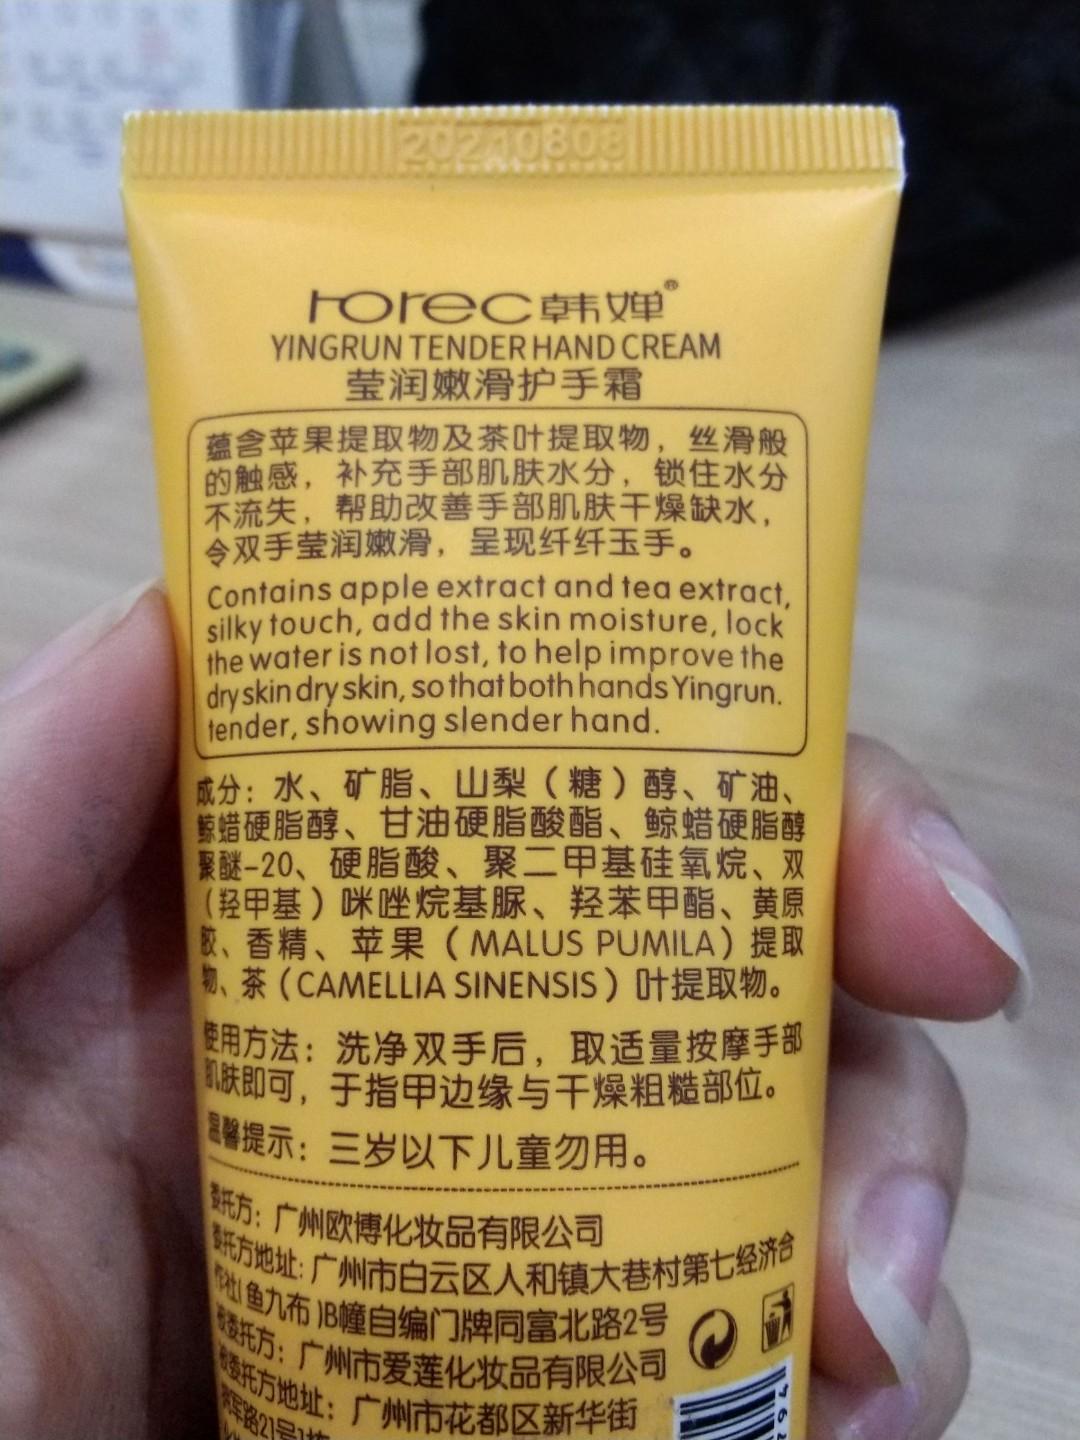 20240808
rorec韩婵®
YINGRUN TENDER HAND CREAM
莹润嫩滑护手霜
蕴含苹果提取物及茶叶提取物，丝滑般
的触感，补充手部肌肤水分，锁住水分
不流失，帮助改善手部肌肤干燥缺水，
令双手莹润嫩滑，呈现纤纤玉手。
Contains apple extract and tea extract,
silky touch, add the skin moisture, lock
the water is not lost, to help improve the
dry skin dry skin, so that both hands Yingrun.
tender, showing slender hand.
成分：水、矿脂、山梨（糖）醇、矿油、
鲸蜡硬脂醇、甘油硬脂酸酯、鲸蜡硬脂醇
聚醚-20、硬脂酸、聚二甲基硅氧烷、双
（羟甲基）咪唑烷基脲、羟苯甲酯、黄原
胶、香精、苹果（MALUS PUMILA）提取
物、茶（CAMELLIA SINENSIS）叶提取物。
使用方法：洗净双手后，取适量按摩手部
肌肤即可，于指甲边缘与干燥粗糙部位。
温馨提示：三岁以下儿童勿用。
委托方：广州欧博化妆品有限公司
委托方地址：广州市白云区人和镇大巷村第七经济合
作社(鱼九布)B幢自编门牌同富北路2号
被委托方：广州市爱莲化妆品有限公司
被委托方地址：广州市花都区新华街
军路21号